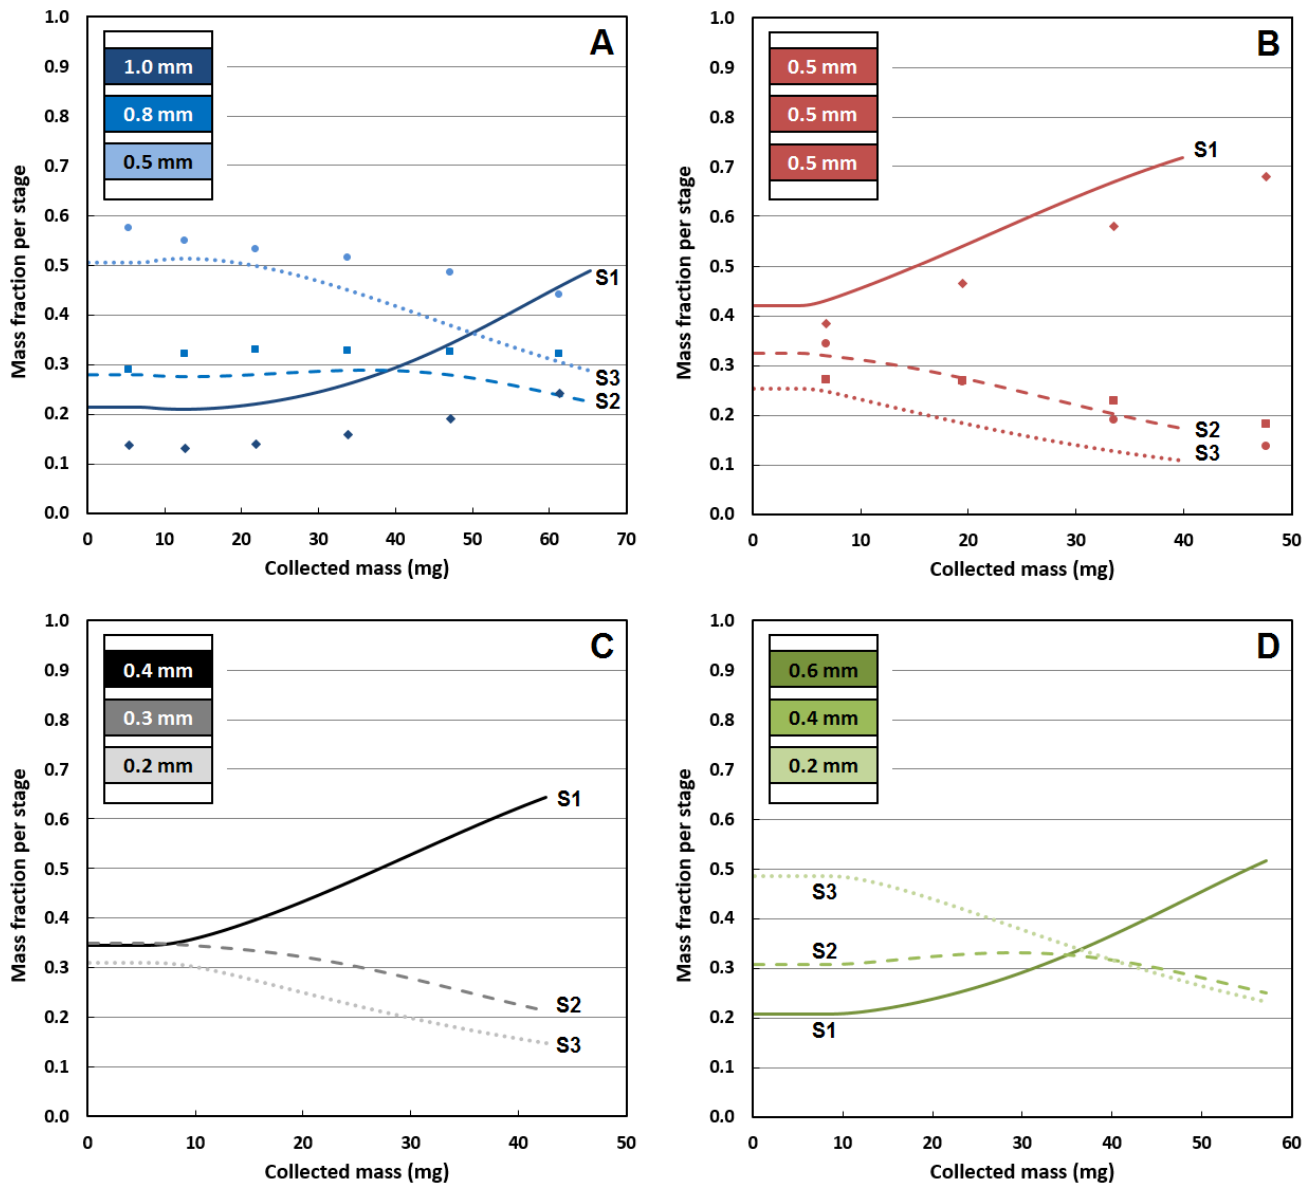 A
1.0 mm
0.8 mm
0.5 mm
Mass fraction per stage
1.0
0.9
0.8
0.7
0.6
0.5
0.4
0.3
0.2
0.1
0.0
S1
S3
S2
0 10 20 30 40 50 60 70
Collected mass (mg)
B
0.5 mm
0.5 mm
0.5 mm
Mass fraction per stage
1.0
0.9
0.8
0.7
0.6
0.5
0.4
0.3
0.2
0.1
0.0
S1
S2
S3
0 10 20 30 40 50
Collected mass (mg)
C
0.4 mm
0.3 mm
0.2 mm
Mass fraction per stage
1.0
0.9
0.8
0.7
0.6
0.5
0.4
0.3
0.2
0.1
0.0
S1
S2
S3
0 10 20 30 40 50
Collected mass (mg)
D
0.6 mm
0.4 mm
0.2 mm
Mass fraction per stage
1.0
0.9
0.8
0.7
0.6
0.5
0.4
0.3
0.2
0.1
0.0
S3
S2
S1
0 10 20 30 40 50 60
Collected mass (mg)